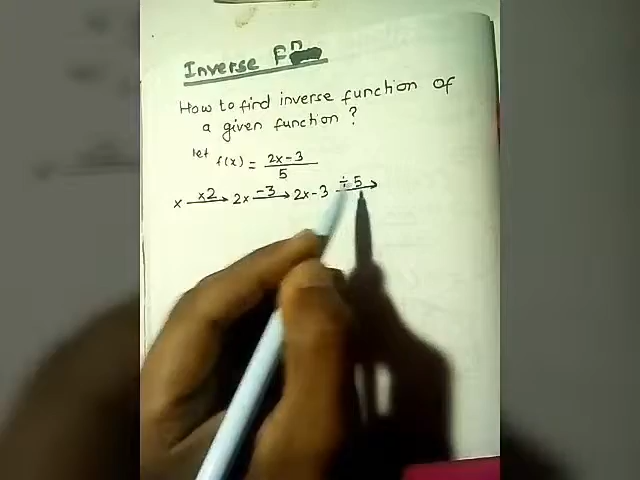 Inverse Fn
How to find inverse function of
a given function ?
let f(x) = 2x-3
5
x ×2→ 2x -3→ 2x-3 ÷5→